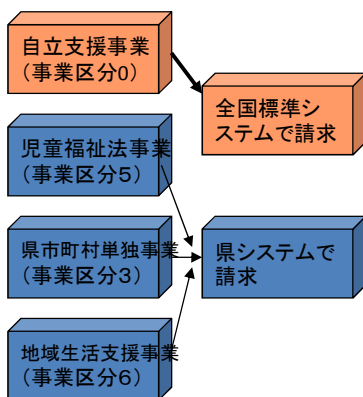 自立支援事業
（事業区分0）
全国標準シ
ステムで請求
児童福祉法事業
（事業区分5）
県市町村単独事業
（事業区分3）
県システムで
請求
地域生活支援事業
（事業区分6）